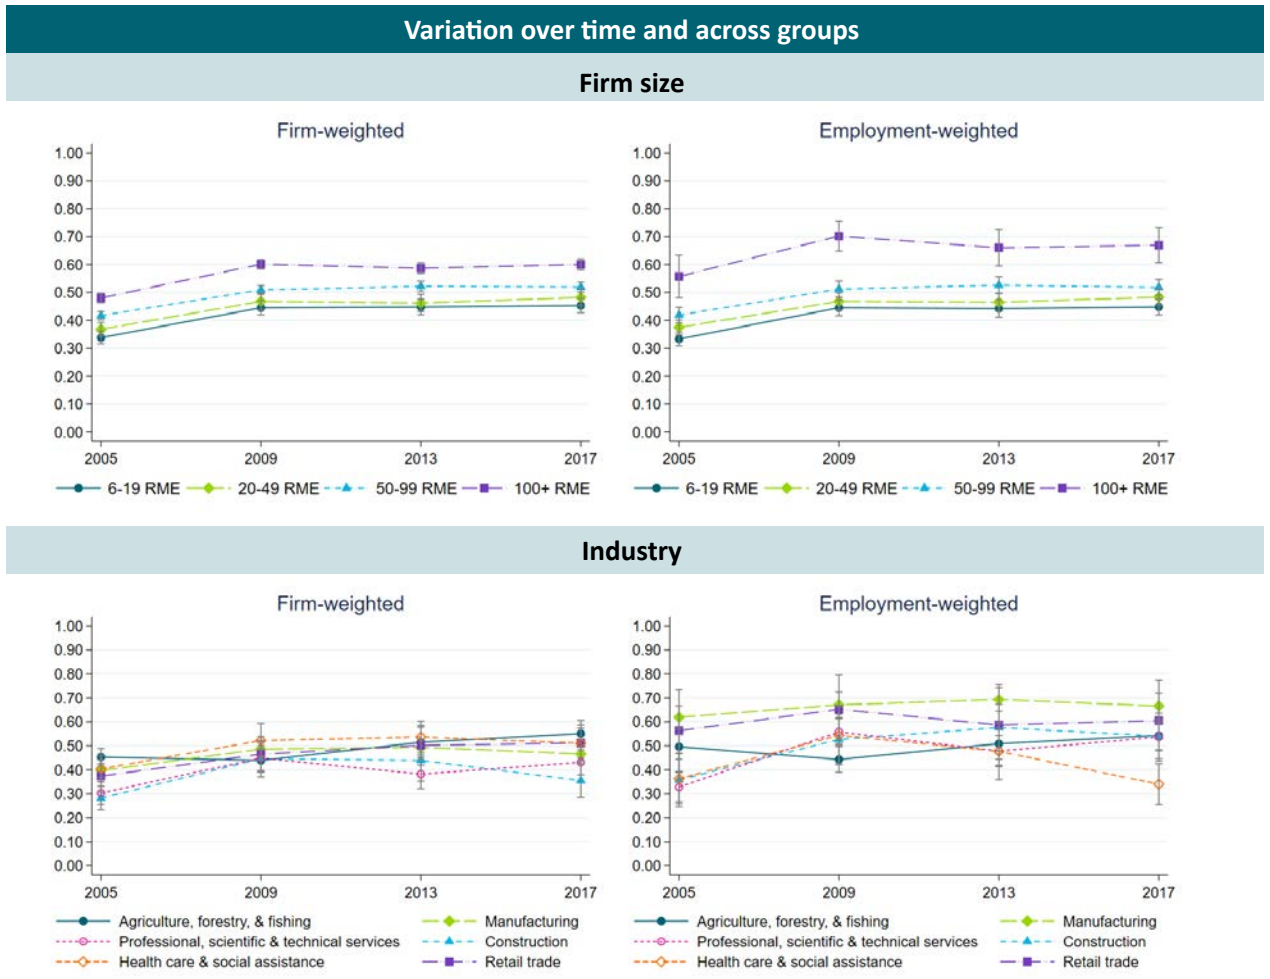 Variation over time and across groups
Firm size
Firm-weighted
1.00
0.90
0.80
0.70
0.60
0.50
0.40
0.30
0.20
0.10
0.00
2005 2009 2013 2017
6-19 RME 20-49 RME 50-99 RME 100+ RME
Employment-weighted
1.00
0.90
0.80
0.70
0.60
0.50
0.40
0.30
0.20
0.10
0.00
2005 2009 2013 2017
6-19 RME 20-49 RME 50-99 RME 100+ RME
Industry
Firm-weighted
1.00
0.90
0.80
0.70
0.60
0.50
0.40
0.30
0.20
0.10
0.00
2005 2009 2013 2017
Agriculture, forestry, & fishing Manufacturing
Professional, scientific & technical services Construction
Health care & social assistance Retail trade
Employment-weighted
1.00
0.90
0.80
0.70
0.60
0.50
0.40
0.30
0.20
0.10
0.00
2005 2009 2013 2017
Agriculture, forestry, & fishing Manufacturing
Professional, scientific & technical services Construction
Health care & social assistance Retail trade